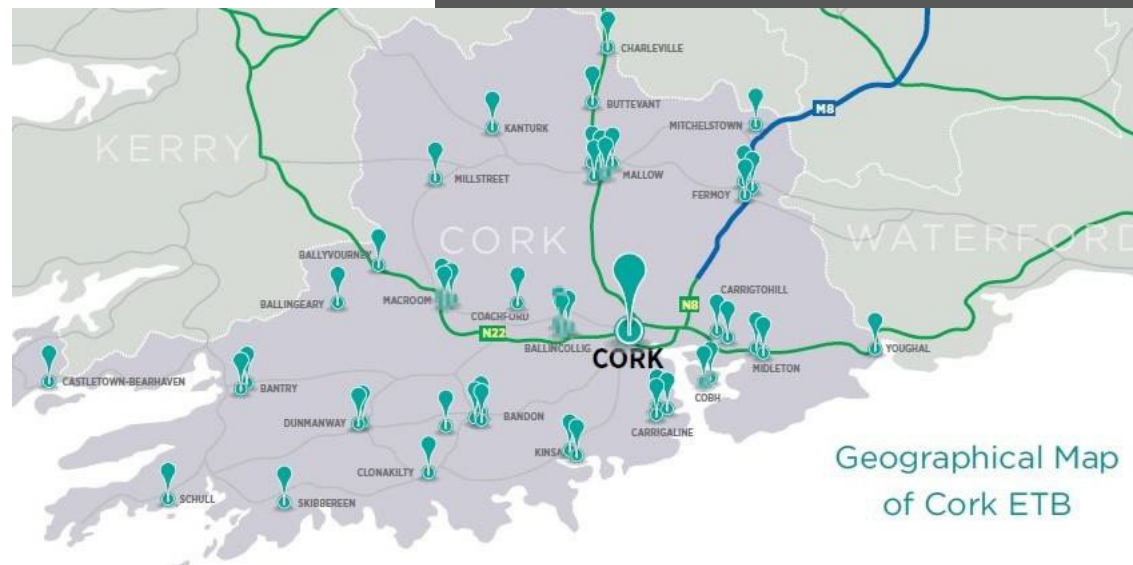 CHARLEVILLE
BUTTEVANT
M8
MITCHELSTOWN
KANTURK
KERRY
MILLSTREET
MALLOW
FERMOY
CORK
WATERFORD
BALLYVOURNEY
BALLINGEARY
MACROOM
COACHFORD
CARRIGTOHILL
N8
N22
BALLINCOLLIG
CORK
YOUGHAL
MIDLETON
CASTLETOWN-BEARHAVEN
BANTRY
COBH
DUNMANWAY
BANDON
CARRIGALINE
KINSA
CLONAKILTY
SCHULL
SKIBBEREEN
Geographical Map
of Cork ETB